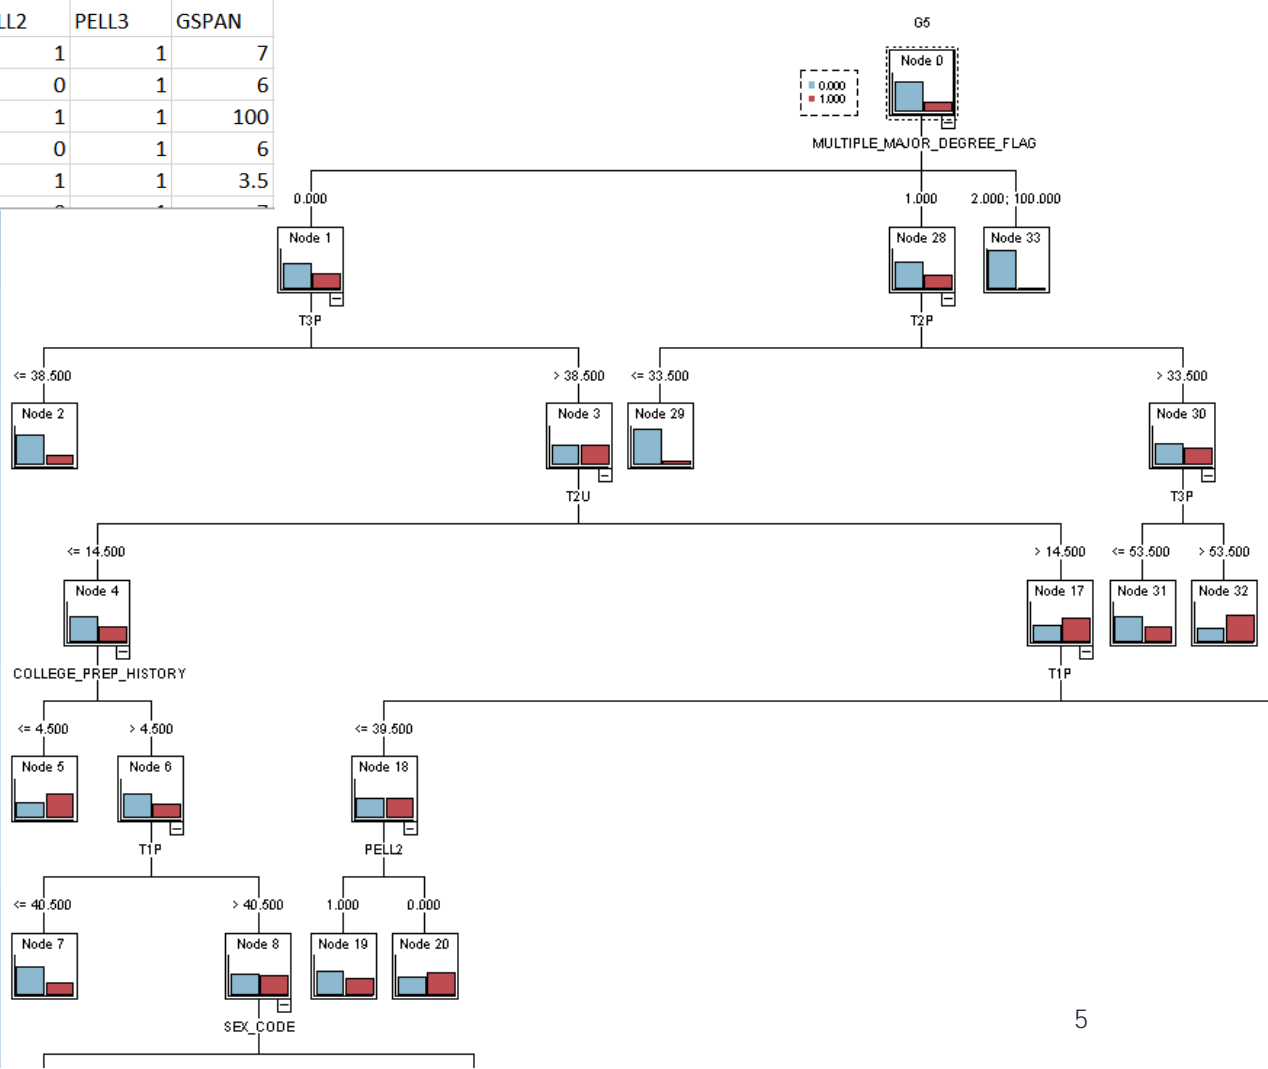 LL2 PELL3 GSPAN
1 1 7
0 1 6
1 1 100
0 1 6
1 1 3.5
G5
Node 0
0.000
1.000
MULTIPLE_MAJOR_DEGREE_FLAG
0.000 1.000 2.000; 100.000
Node 1 Node 28 Node 33
T3P T2P
<= 38.500 > 38.500 <= 33.500 > 33.500
Node 2 Node 3 Node 29 Node 30
T2U T3P
<= 14.500 > 14.500 <= 53.500 > 53.500
Node 4 Node 17 Node 31 Node 32
COLLEGE_PREP_HISTORY T1P
<= 4.500 > 4.500 <= 39.500
Node 5 Node 6 Node 18
T1P PELL2
<= 40.500 > 40.500 1.000 0.000
Node 7 Node 8 Node 19 Node 20
SEX_CODE
5